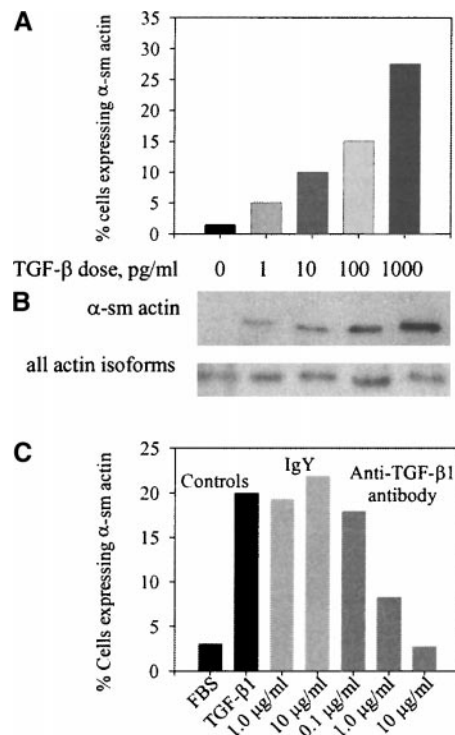 A
% cells expressing α-sm actin
35
30
25
20
15
10
5
0
TGF-β dose, pg/ml 0 1 10 100 1000
B
α-sm actin
all actin isoforms
C
% Cells expressing α-sm actin
25
20
15
10
5
0
Controls
IgY
Anti-TGF-β1
antibody
FBS
TGF-β1
1.0 µg/ml
10 µg/ml
0.1 µg/ml
1.0 µg/ml
10 µg/ml